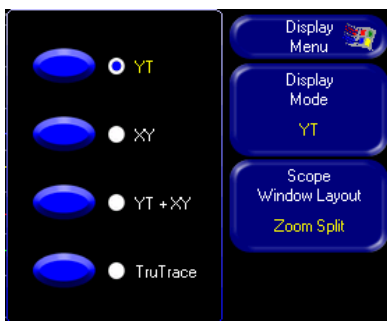 YT
XY
YT + XY
TruTrace
Display
Menu
Display
Mode
YT
Scope
Window Layout
Zoom Split